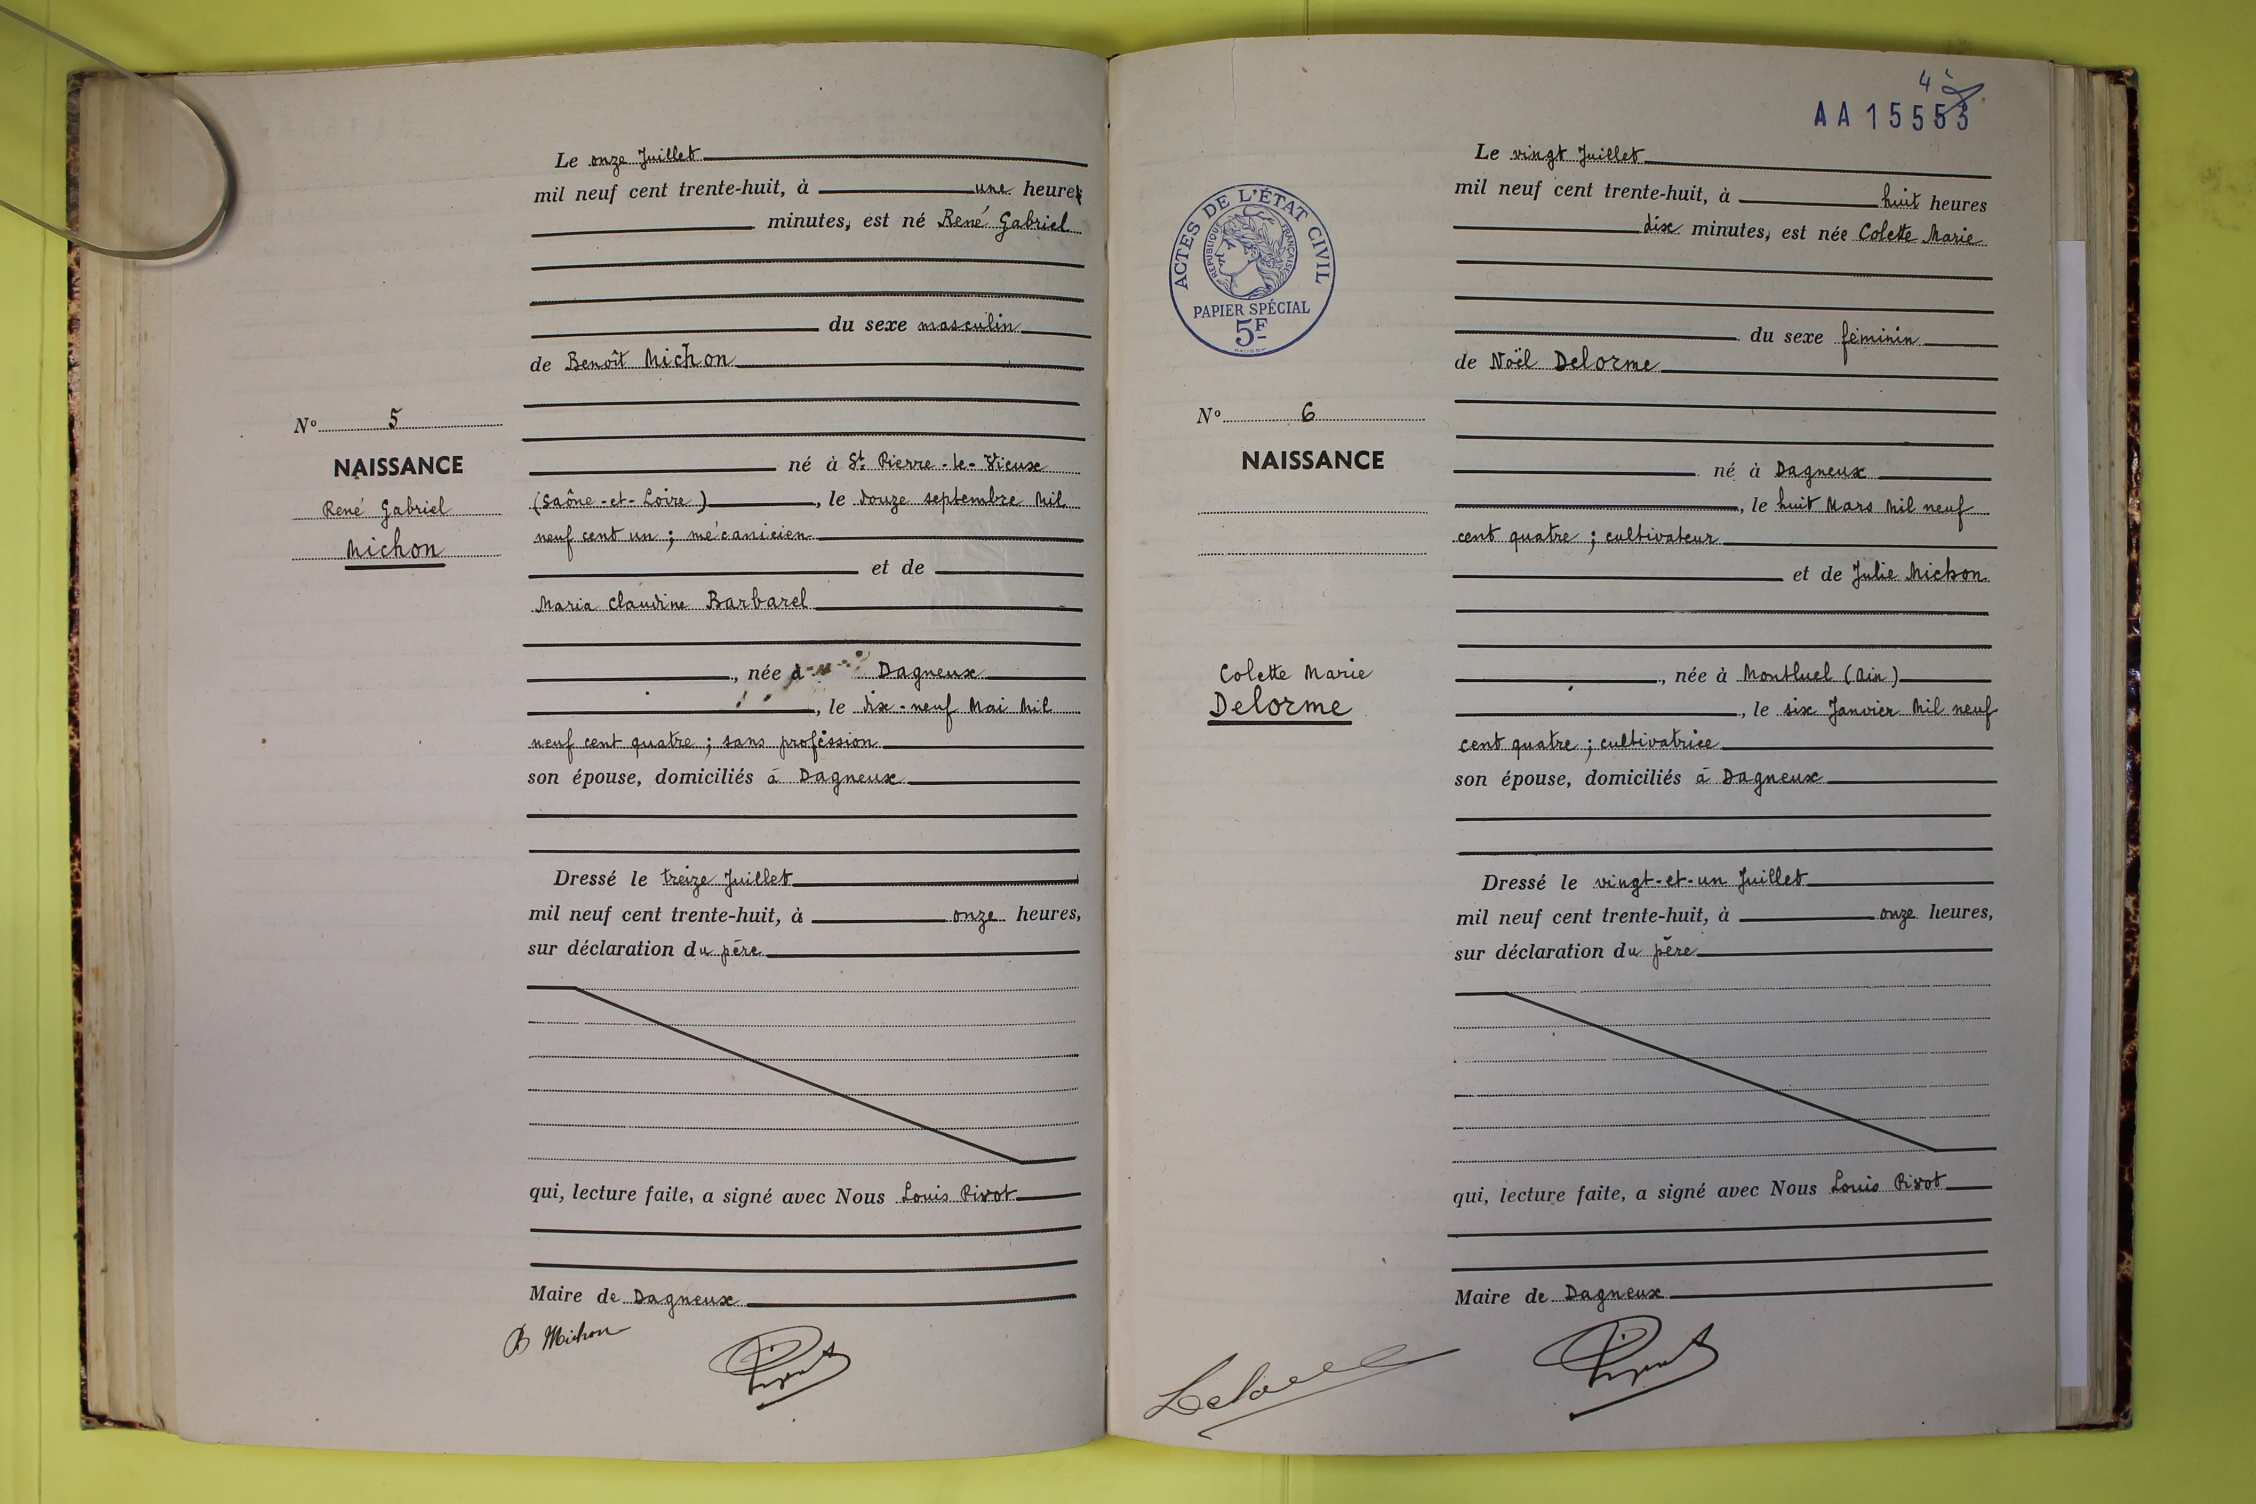 Le onze Juillet
mil neuf cent trente-huit, à une heure
minutes, est né René Gabriel
du sexe masculin
de Benoît Michon
N° 5
NAISSANCE
René Gabriel
Michon
né à St Pierre-le-Vieux
(Saône-et-Loire), le douze septembre Mil
neuf cent un ; mécanicien
et de
Maria Claudine Barbarel
, née à Dagneux
, le dix-neuf Mai Mil
neuf cent quatre ; sans profession
son épouse, domiciliés à Dagneux
Dressé le treize Juillet
mil neuf cent trente-huit, à onze heures,
sur déclaration du père
qui, lecture faite, a signé avec Nous Louis Pivot
Maire de Dagneux
B Michon
Pivot
4 è
AA15553
ACTES DE L'ÉTAT CIVIL
RÉPUBLIQUE FRANÇAISE
PAPIER SPÉCIAL
5F
Le vingt Juillet
mil neuf cent trente-huit, à huit heures
dix minutes, est née Colette Marie
du sexe féminin
de Noël Delorme
N° 6
NAISSANCE
Colette Marie
Delorme
né à Dagneux
, le huit Mars Mil neuf
cent quatre ; cultivateur
et de Julie Michon
, née à Montluel (Ain)
, le six Janvier Mil neuf
cent quatre ; cultivatrice
son épouse, domiciliés à Dagneux
Dressé le vingt-et-un Juillet
mil neuf cent trente-huit, à onze heures,
sur déclaration du père
qui, lecture faite, a signé avec Nous Louis Pivot
Maire de Dagneux
Pivot